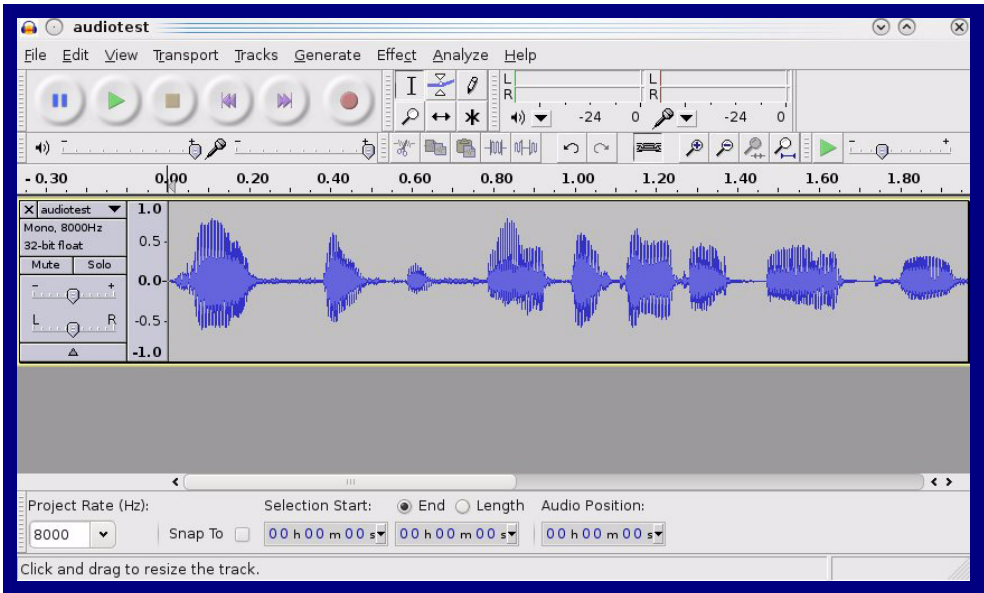 audiotest
File Edit View Transport Tracks Generate Effect Analyze Help
L
R
-24 0
L
R
-24 0
- +
- 0.30 0.00 0.20 0.40 0.60 0.80 1.00 1.20 1.40 1.60 1.80
audiotest
Mono, 8000Hz
32-bit float
Mute Solo
- +
L R
1.0
0.5
0.0
-0.5
-1.0
Project Rate (Hz): Selection Start: End Length Audio Position:
8000 Snap To 00 h 00 m 00 s 00 h 00 m 00 s 00 h 00 m 00 s
Click and drag to resize the track.